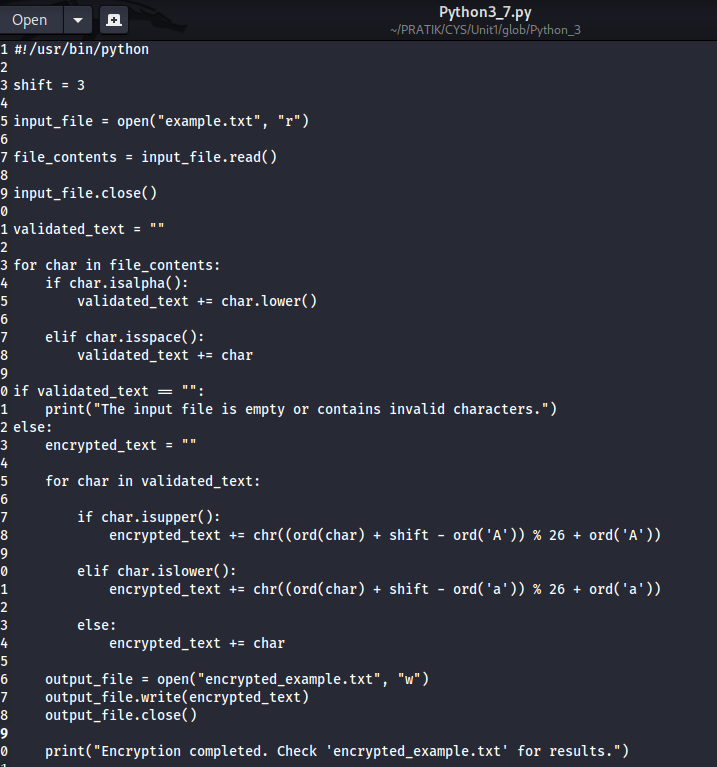 Open
Python3_7.py
~/PRATIK/CYS/Unit1/glob/Python_3
1 #!/usr/bin/python
2
3 shift = 3
4
5 input_file = open("example.txt", "r")
6
7 file_contents = input_file.read()
8
9 input_file.close()
0
1 validated_text = ""
2
3 for char in file_contents:
4     if char.isalpha():
5         validated_text += char.lower()
6
7     elif char.isspace():
8         validated_text += char
9
0 if validated_text == "":
1     print("The input file is empty or contains invalid characters.")
2 else:
3     encrypted_text = ""
4
5     for char in validated_text:
6
7         if char.isupper():
8             encrypted_text += chr((ord(char) + shift - ord('A')) % 26 + ord('A'))
9
0         elif char.islower():
1             encrypted_text += chr((ord(char) + shift - ord('a')) % 26 + ord('a'))
2
3         else:
4             encrypted_text += char
5
6     output_file = open("encrypted_example.txt", "w")
7     output_file.write(encrypted_text)
8     output_file.close()
9
0     print("Encryption completed. Check 'encrypted_example.txt' for results.")